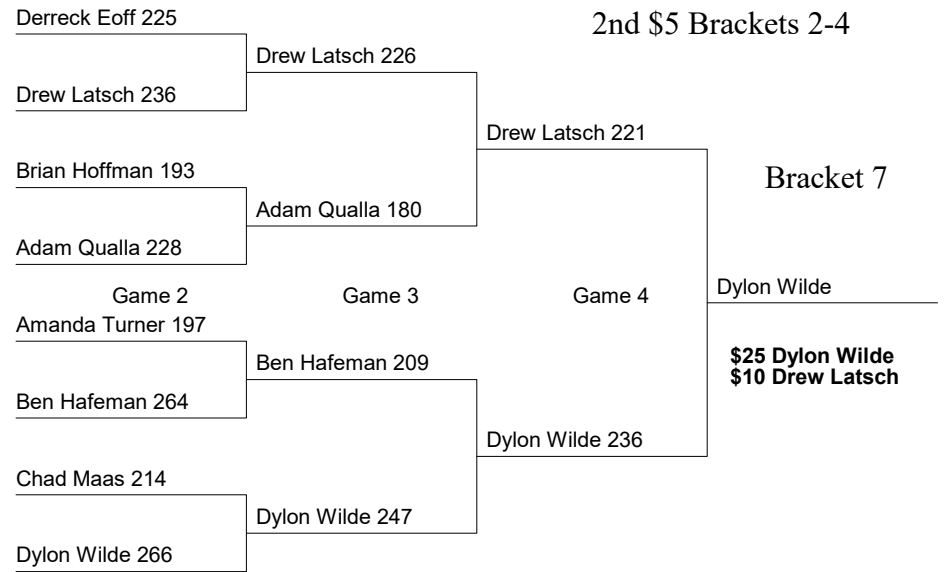 Derreck Eoff 225
2nd $5 Brackets 2-4
Drew Latsch 226
Drew Latsch 236
Drew Latsch 221
Brian Hoffman 193
Bracket 7
Adam Qualla 180
Adam Qualla 228
Game 2
Game 3
Game 4
Dylon Wilde
Amanda Turner 197
Ben Hafeman 209
$25 Dylon Wilde
$10 Drew Latsch
Ben Hafeman 264
Dylon Wilde 236
Chad Maas 214
Dylon Wilde 247
Dylon Wilde 266